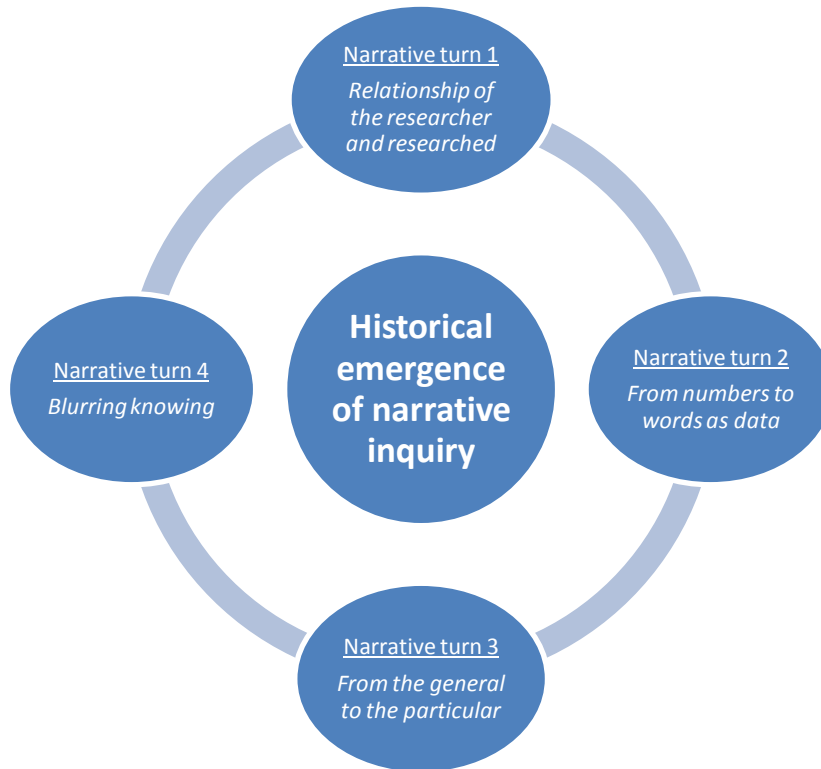 Narrative turn 1
Relationship of
the researcher
and researched
Historical
emergence
of narrative
inquiry
Narrative turn 2
From numbers to
words as data
Narrative turn 3
From the general
to the particular
Narrative turn 4
Blurring knowing